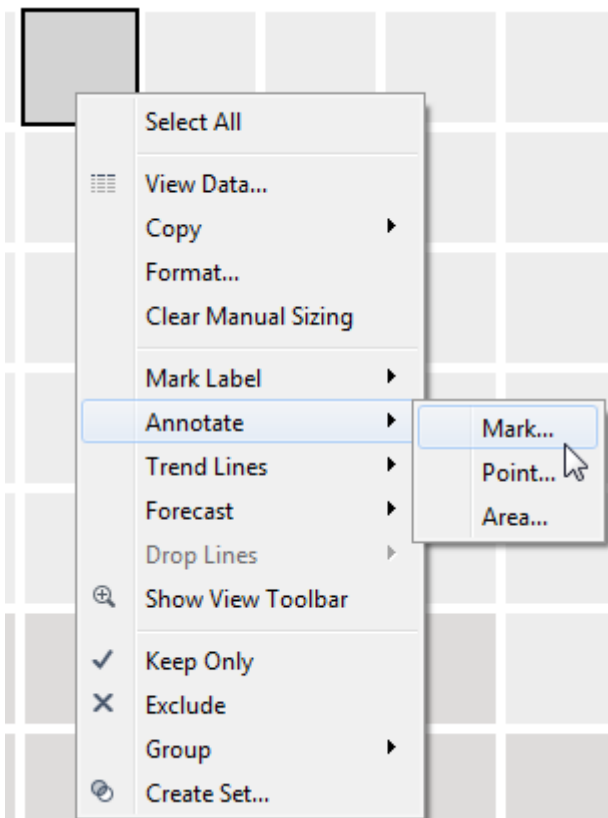 Select All
View Data...
Copy
Format...
Clear Manual Sizing
Mark Label
Annotate
Trend Lines
Forecast
Drop Lines
Show View Toolbar
Keep Only
Exclude
Group
Create Set...
Mark...
Point...
Area...